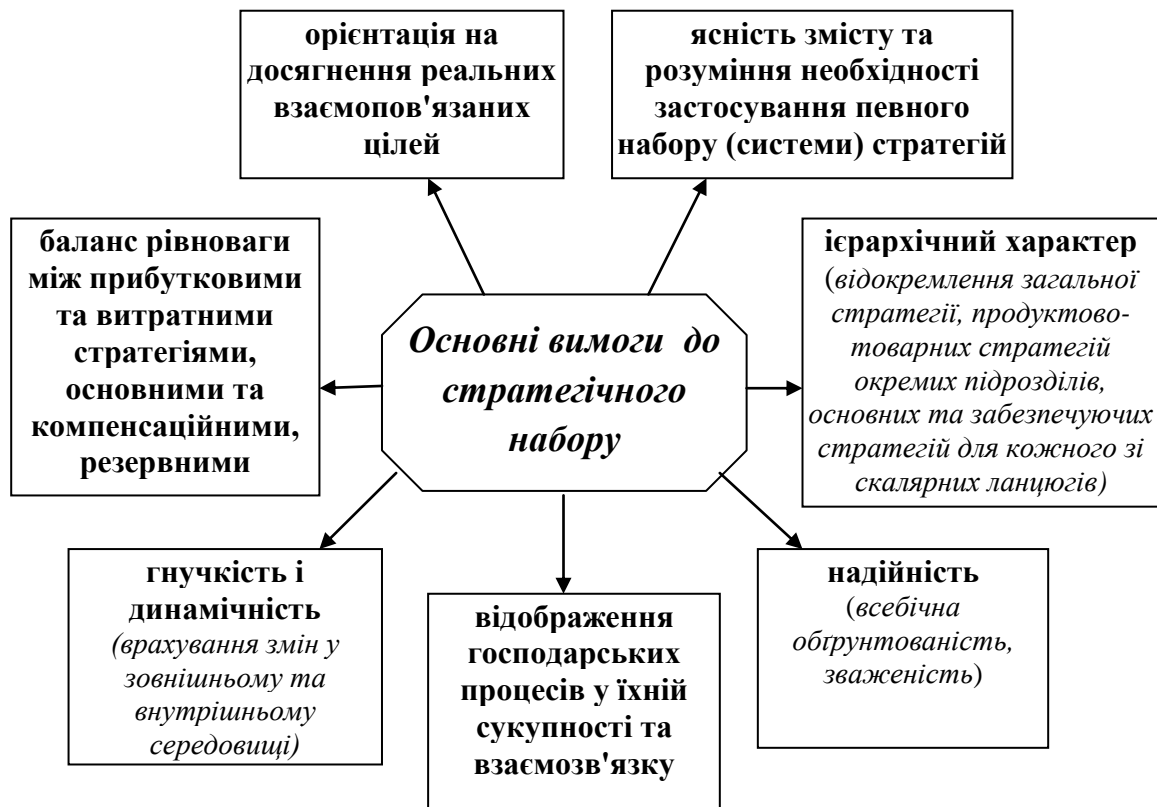 орієнтація на
досягнення реальних
взаємопов'язаних
цілей
ясність змісту та
розуміння необхідності
застосування певного
набору (системи) стратегій
баланс рівноваги
між прибутковими
та витратними
стратегіями,
основними та
компенсаційними,
резервними
Основні вимоги до
стратегічного
набору
ієрархічний характер
(відокремлення загальної
стратегії, продуктово-
товарних стратегій
окремих підрозділів,
основних та забезпечуючих
стратегій для кожного зі
скалярних ланцюгів)
гнучкість і
динамічність
(врахування змін у
зовнішньому та
внутрішньому
середовищі)
відображення
господарських
процесів у їхній
сукупності та
взаємозв'язку
надійність
(всебічна
обґрунтованість,
зваженість)